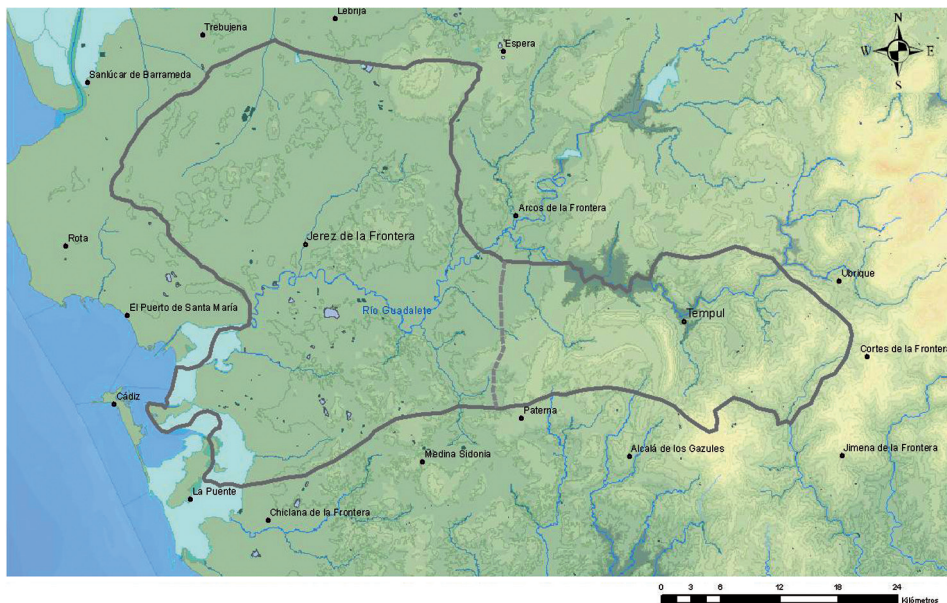 Lebrija
Trebujena
Espera
N
W
E
S
Sanlúcar de Barrameda
Arcos de la Frontera
Jerez de la Frontera
Rota
Ubrique
El Puerto de Santa María
Río Guadalete
Tempul
Cortes de la Frontera
Cádiz
Paterna
Medina Sidonia
Alcalá de los Gazules
Jimena de la Frontera
La Puente
Chiclana de la Frontera
0 3 6 12 18 24
Kilómetros